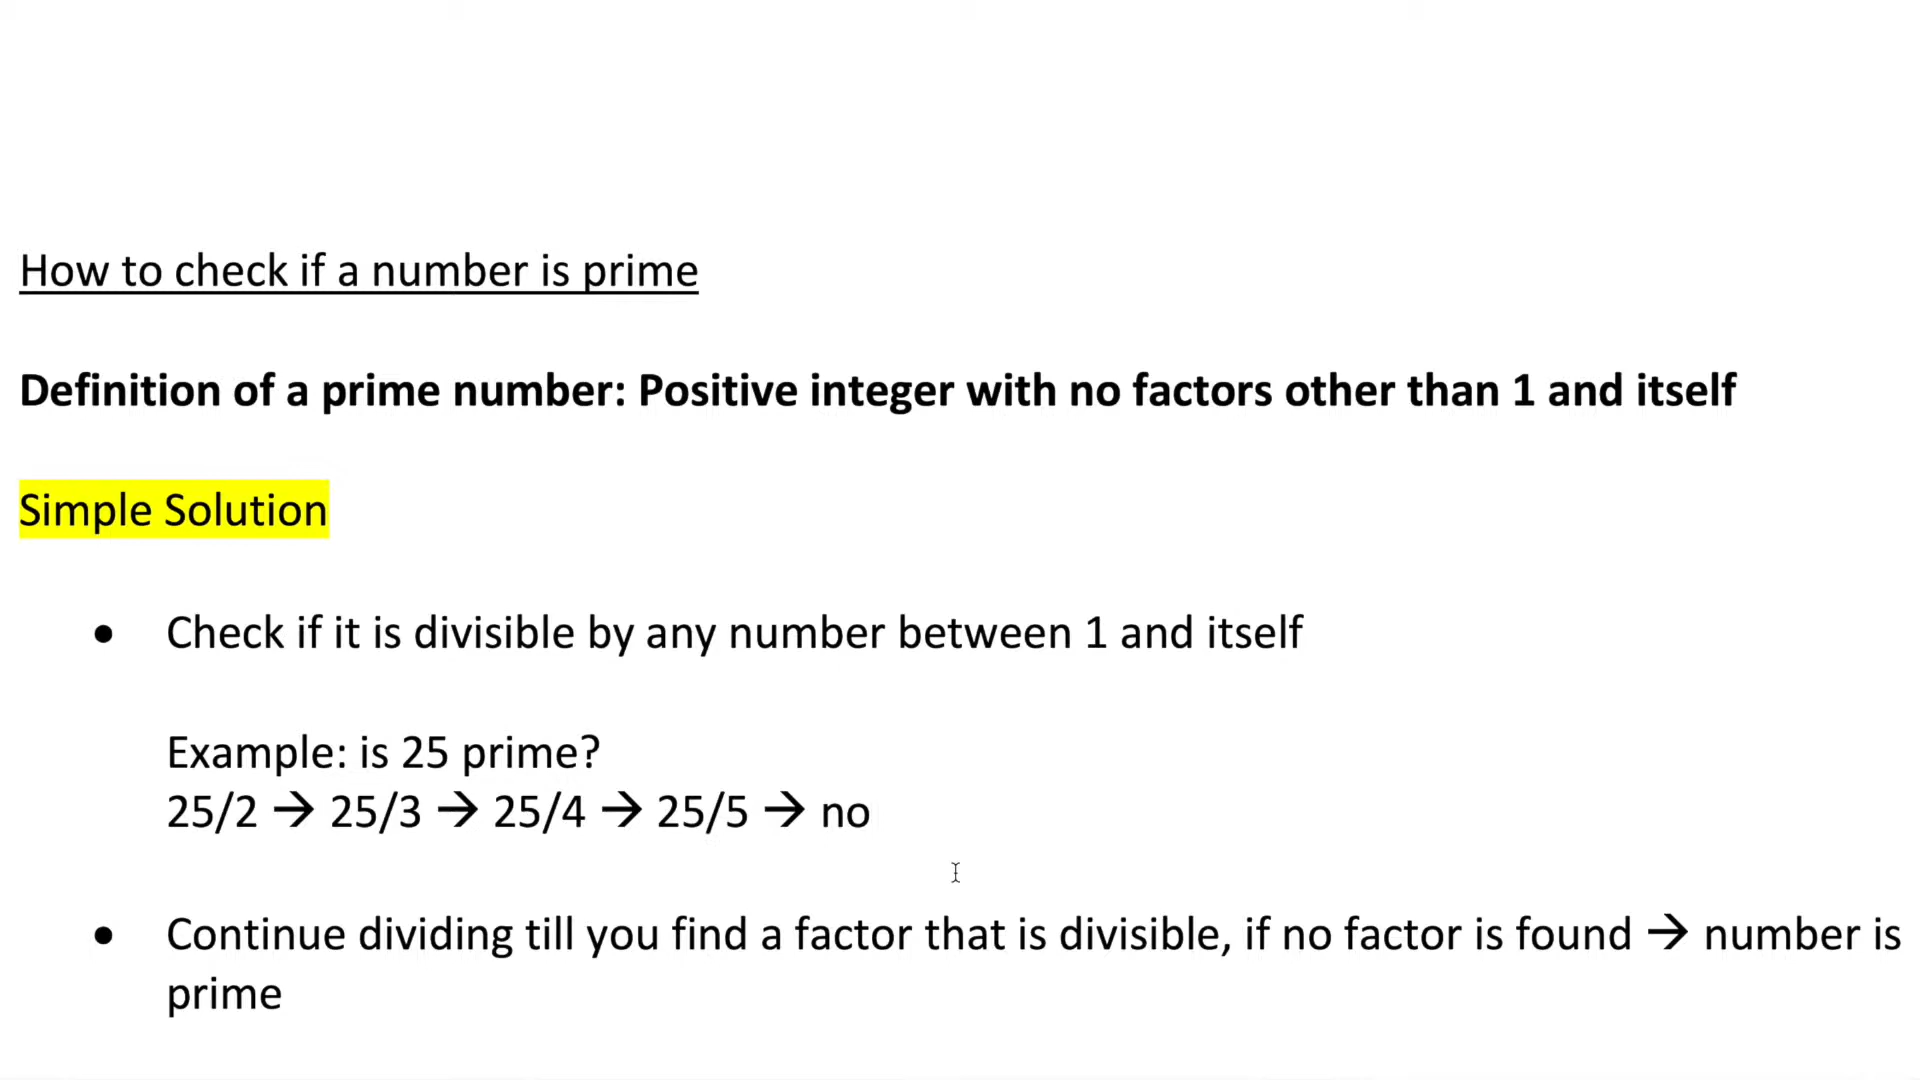 How to check if a number is prime
Definition of a prime number: Positive integer with no factors other than 1 and itself
Simple Solution
• Check if it is divisible by any number between 1 and itself
Example: is 25 prime?
25/2 → 25/3 → 25/4 → 25/5 → no
• Continue dividing till you find a factor that is divisible, if no factor is found → number is
prime